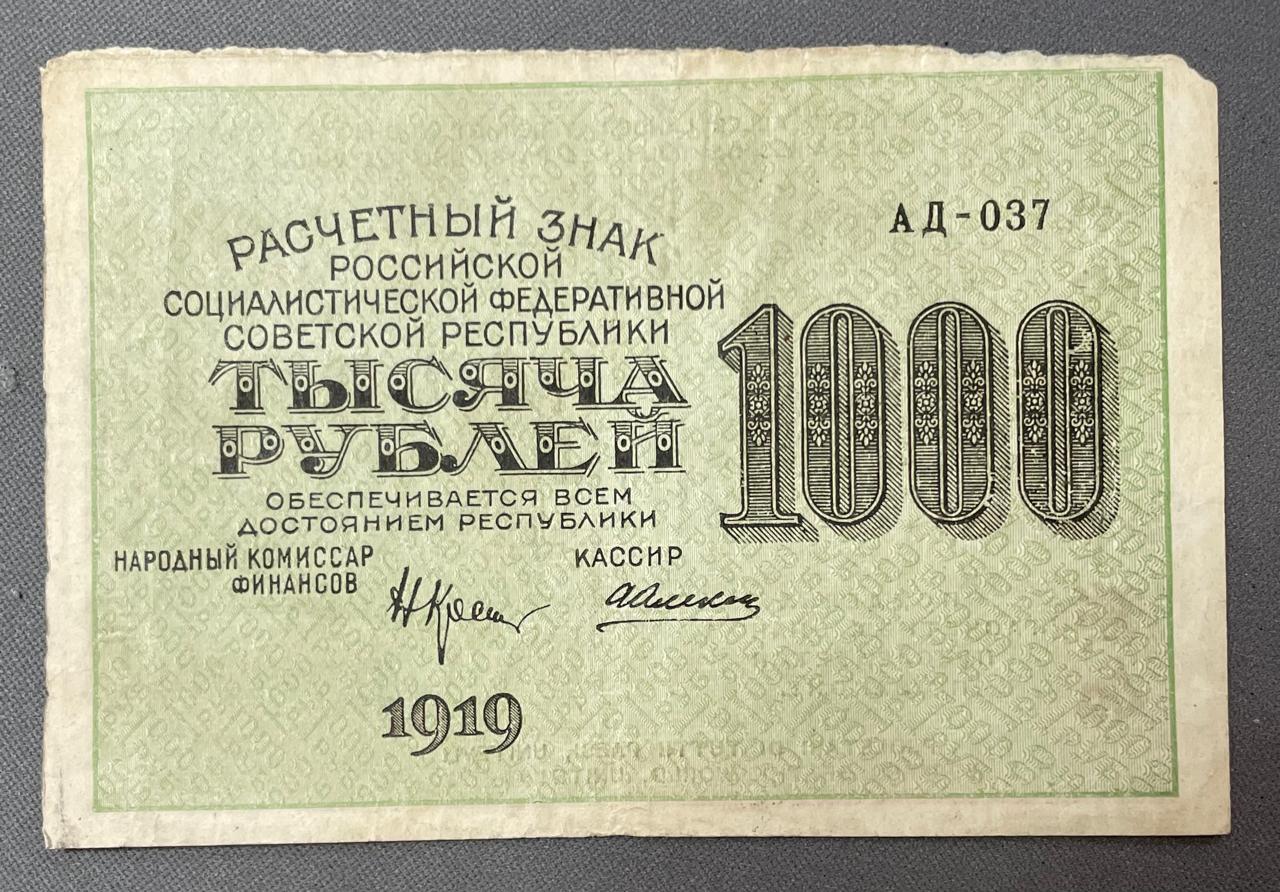 РАСЧЕТНЫЙ ЗНАК
РОССИЙСКОЙ
СОЦИАЛИСТИЧЕСКОЙ ФЕДЕРАТИВНОЙ
СОВЕТСКОЙ РЕСПУБЛИКИ
ТЫСЯЧА
РУБЛЕЙ
ОБЕСПЕЧИВАЕТСЯ ВСЕМ
ДОСТОЯНИЕМ РЕСПУБЛИКИ
НАРОДНЫЙ КОМИССАР
ФИНАНСОВ
КАССИР
1919
АД-037
1000